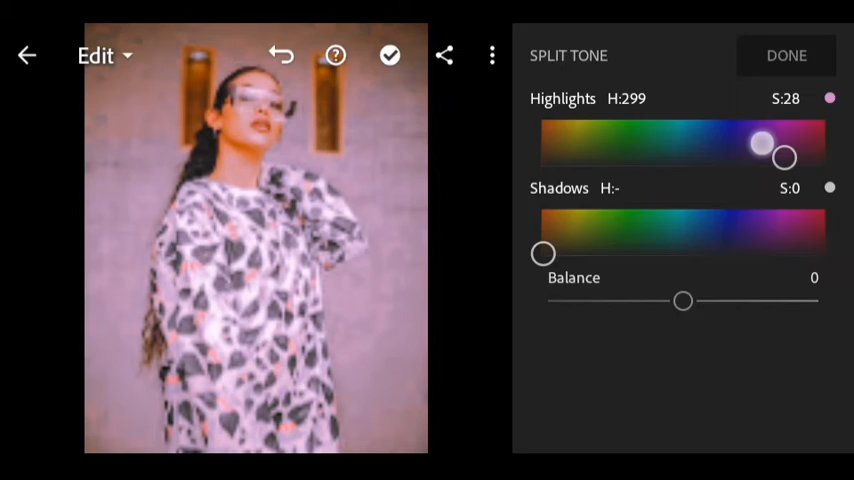 Edit
SPLIT TONE
DONE
Highlights H:299 S:28
Shadows H:- S:0
Balance 0